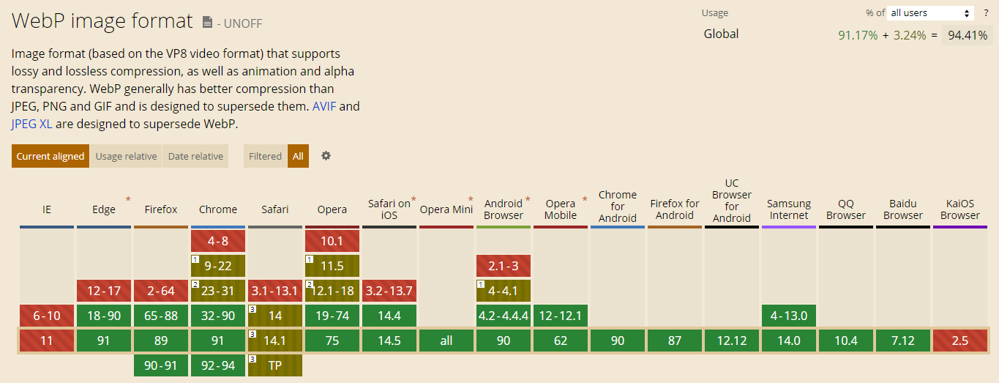 WebP image format - UNOFF
Usage % of all users ?
Global 91.17% + 3.24% = 94.41%
Image format (based on the VP8 video format) that supports
lossy and lossless compression, as well as animation and alpha
transparency. WebP generally has better compression than
JPEG, PNG and GIF and is designed to supersede them. AVIF and
JPEG XL are designed to supersede WebP.
Current aligned Usage relative Date relative Filtered All
IE Edge * Firefox Chrome Safari Opera Safari on iOS * Opera Mini * Android Browser * Opera Mobile * Chrome for Android Firefox for Android UC Browser for Android Samsung Internet QQ Browser Baidu Browser KaiOS Browser
4-8 10.1
1 9-22 1 11.5 2.1-3
12-17 2-64 2 23-31 3.1-13.1 2 12.1-18 3.2-13.7 1 4-4.1
6-10 18-90 65-88 32-90 3 14 19-74 14.4 4.2-4.4.4 12-12.1 4-13.0
11 91 89 91 3 14.1 75 14.5 all 90 62 90 87 12.12 14.0 10.4 7.12 2.5
90-91 92-94 3 TP